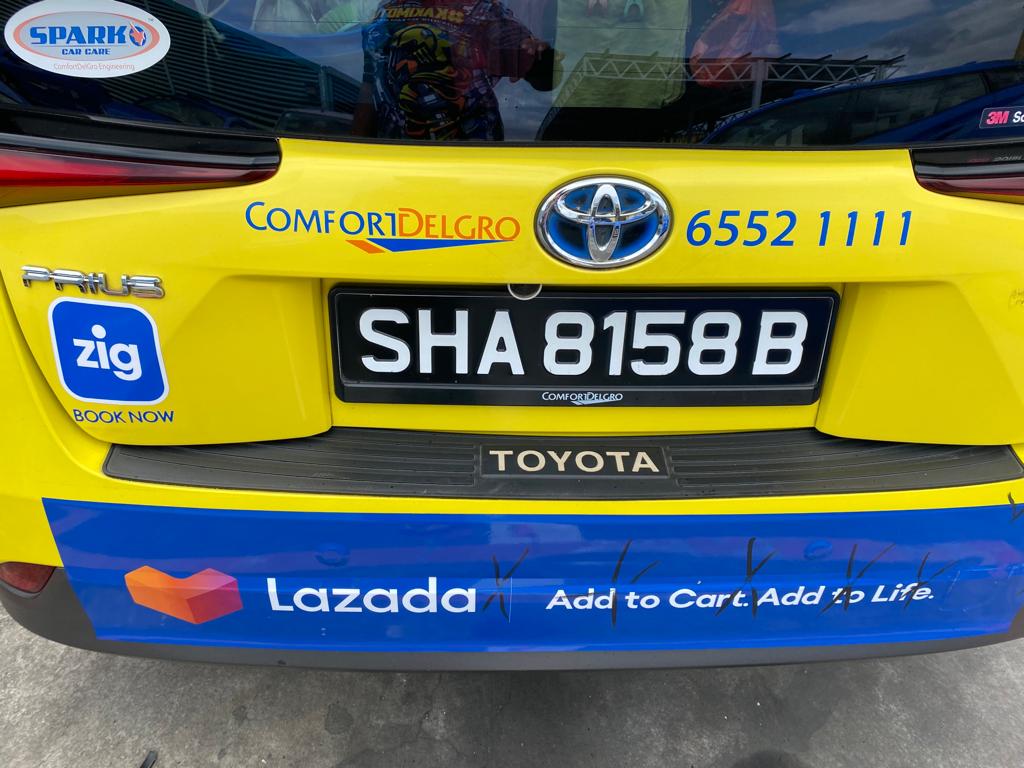 SPARK
CAR CARE
ComfortDelGro Engineering
3M
COMFORTDELGRO 6552 1111
PRIUS
zig
BOOK NOW
SHA 8158 B
COMFORTDELGRO
TOYOTA
Lazada Add to Cart. Add to Life.